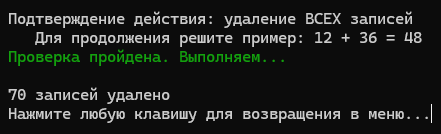 Подтверждение действия: удаление ВСЕХ записей
Для продолжения решите пример: 12 + 36 = 48
Проверка пройдена. Выполняем...
70 записей удалено
Нажмите любую клавишу для возвращения в меню...